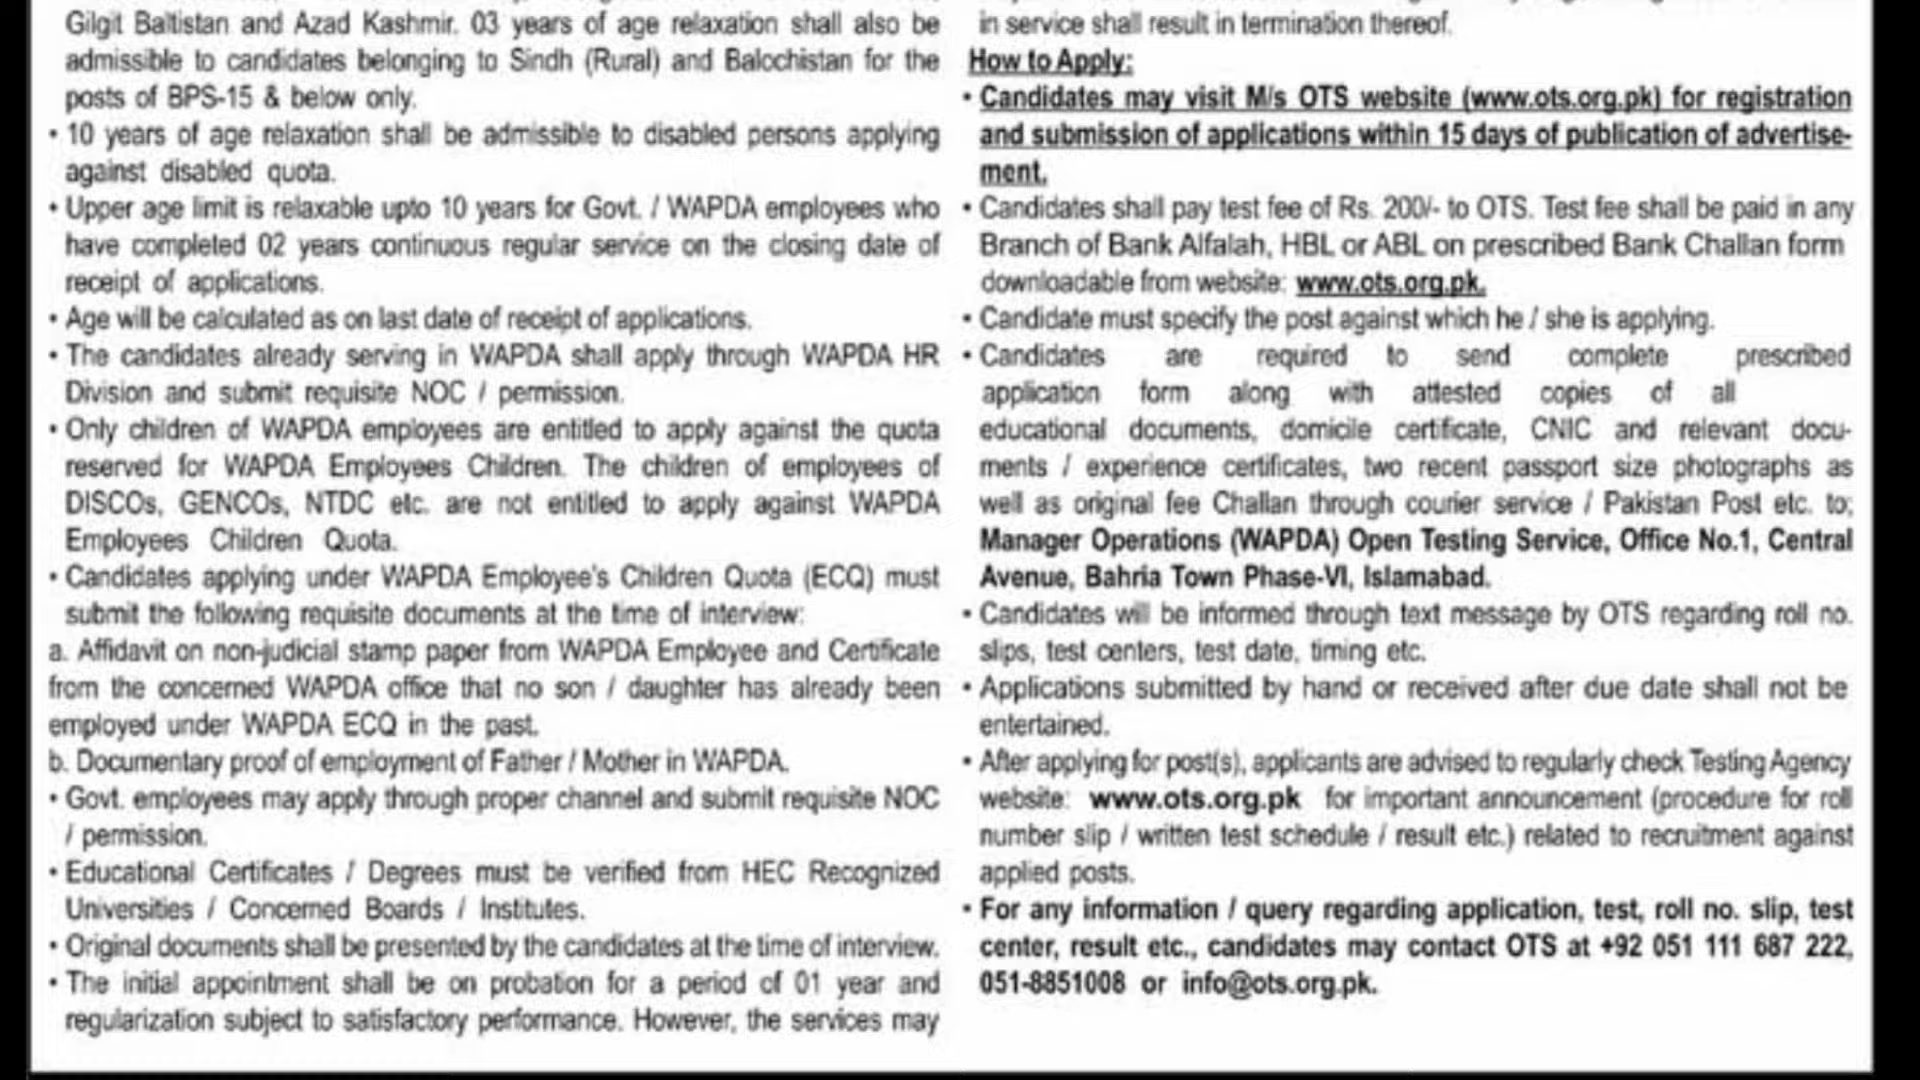 Gilgit Baltistan and Azad Kashmir. 03 years of age relaxation shall also be
admissible to candidates belonging to Sindh (Rural) and Balochistan for the
posts of BPS-15 & below only.
• 10 years of age relaxation shall be admissible to disabled persons applying
against disabled quota.
• Upper age limit is relaxable upto 10 years for Govt. / WAPDA employees who
have completed 02 years continuous regular service on the closing date of
receipt of applications.
• Age will be calculated as on last date of receipt of applications.
• The candidates already serving in WAPDA shall apply through WAPDA HR
Division and submit requisite NOC / permission.
• Only children of WAPDA employees are entitled to apply against the quota
reserved for WAPDA Employees Children. The children of employees of
DISCOs, GENCOs, NTDC etc. are not entitled to apply against WAPDA
Employees Children Quota.
• Candidates applying under WAPDA Employee's Children Quota (ECQ) must
submit the following requisite documents at the time of interview:
a. Affidavit on non-judicial stamp paper from WAPDA Employee and Certificate
from the concerned WAPDA office that no son / daughter has already been
employed under WAPDA ECQ in the past.
b. Documentary proof of employment of Father / Mother in WAPDA.
• Govt. employees may apply through proper channel and submit requisite NOC
/ permission.
• Educational Certificates / Degrees must be verified from HEC Recognized
Universities / Concerned Boards / Institutes.
• Original documents shall be presented by the candidates at the time of interview.
• The initial appointment shall be on probation for a period of 01 year and
regularization subject to satisfactory performance. However, the services may
in service shall result in termination thereof.
How to Apply:
• Candidates may visit M/s OTS website (www.ots.org.pk) for registration
and submission of applications within 15 days of publication of advertise-
ment.
• Candidates shall pay test fee of Rs. 200/- to OTS. Test fee shall be paid in any
Branch of Bank Alfalah, HBL or ABL on prescribed Bank Challan form
downloadable from website: www.ots.org.pk.
• Candidate must specify the post against which he / she is applying.
• Candidates are required to send complete prescribed
application form along with attested copies of all
educational documents, domicile certificate, CNIC and relevant docu-
ments / experience certificates, two recent passport size photographs as
well as original fee Challan through courier service / Pakistan Post etc. to;
Manager Operations (WAPDA) Open Testing Service, Office No.1, Central
Avenue, Bahria Town Phase-VI, Islamabad.
• Candidates will be informed through text message by OTS regarding roll no.
slips, test centers, test date, timing etc.
• Applications submitted by hand or received after due date shall not be
entertained.
• After applying for post(s), applicants are advised to regularly check Testing Agency
website: www.ots.org.pk for important announcement (procedure for roll
number slip / written test schedule / result etc.) related to recruitment against
applied posts.
• For any information / query regarding application, test, roll no. slip, test
center, result etc., candidates may contact OTS at +92 051 111 687 222,
051-8851008 or info@ots.org.pk.